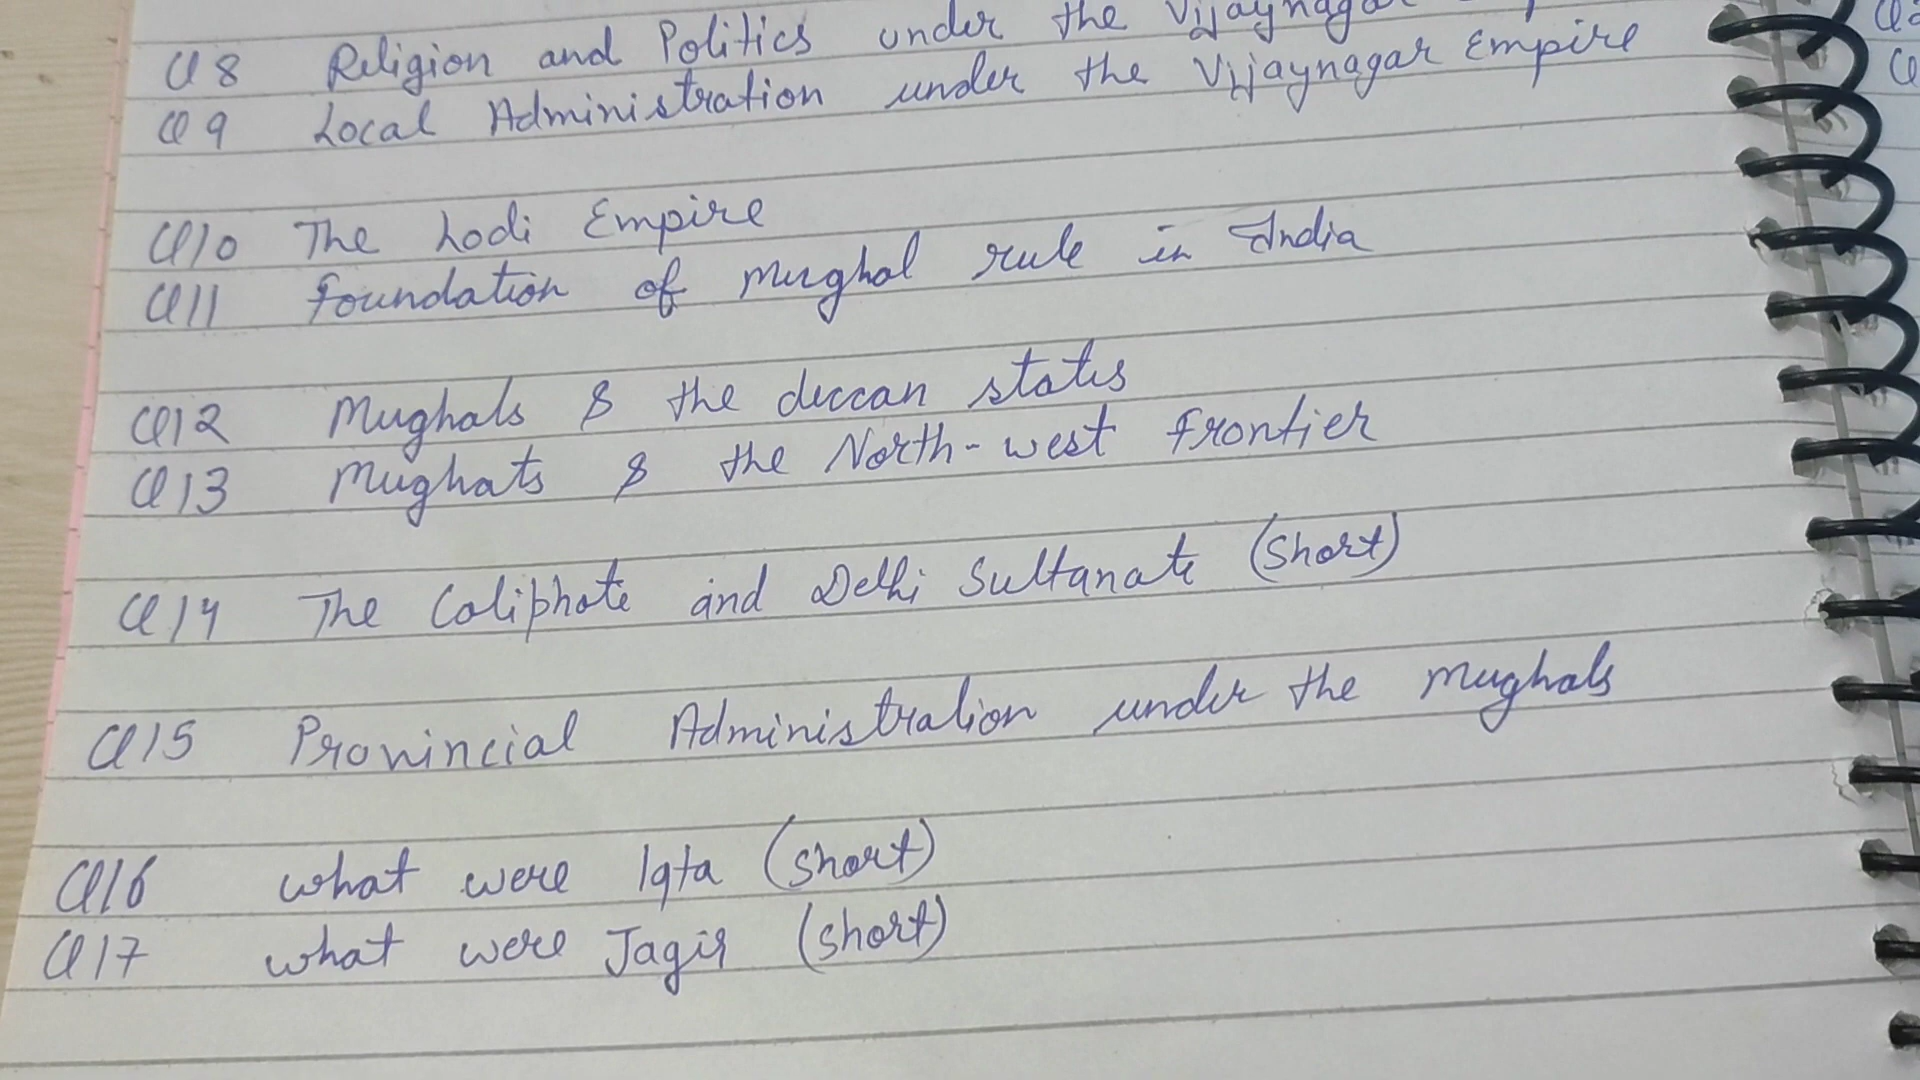 Q8 Religion and Politics under the Vijaynagar
Q9 Local Administration under the Vijaynagar Empire
Q10 The Lodi Empire
Q11 foundation of Mughal rule in India
Q12 Mughals & the deccan states
Q13 Mughats & the North-west frontier
Q14 The Caliphate and Delhi Sultanate (Short)
Q15 Provincial Administration under the Mughals
Q16 what were Iqta (Short)
Q17 what were Jagir (Short)